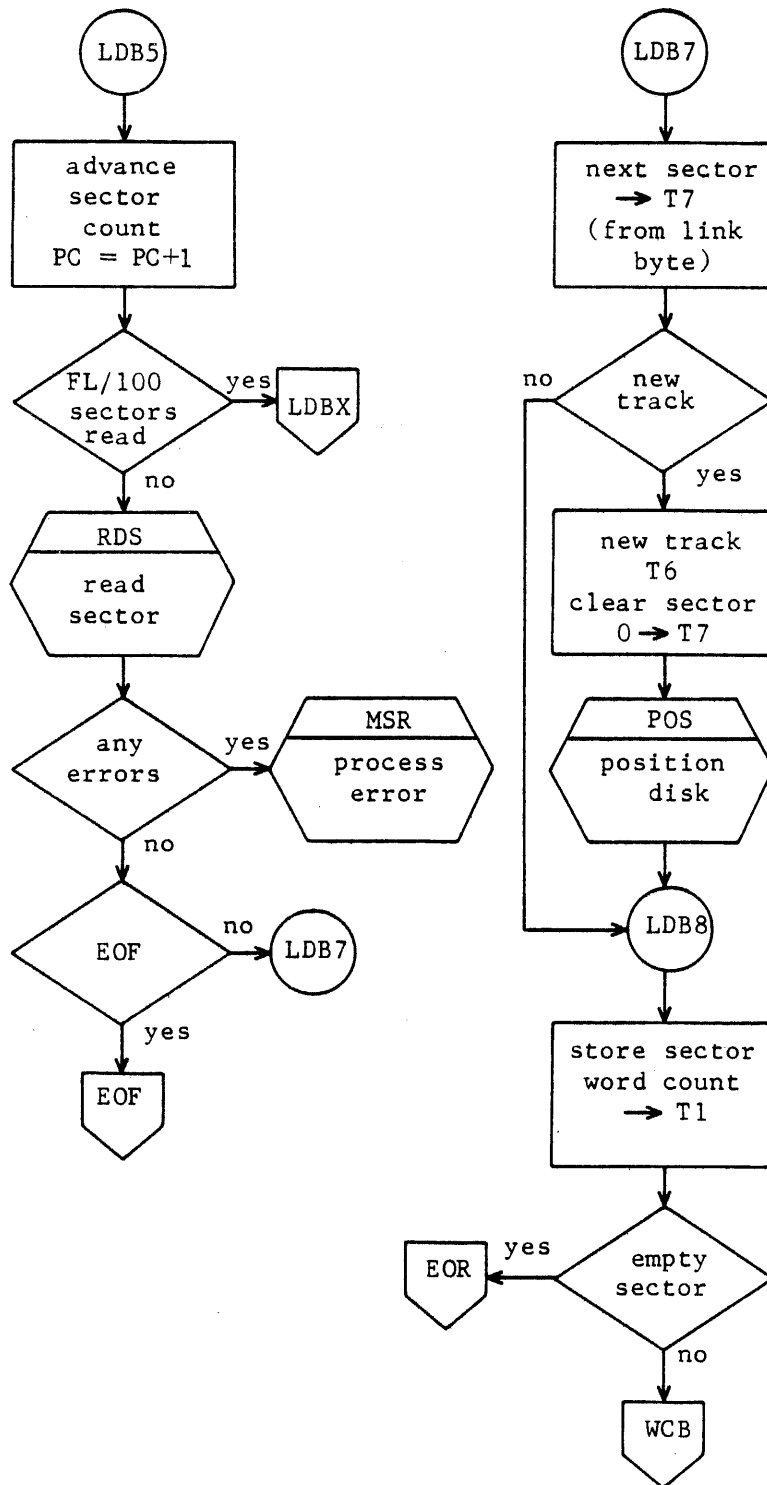 LDB5
advance
sector
count
PC = PC+1
FL/100
sectors
read
yes
LDBX
no
RDS
read
sector
any
errors
yes
MSR
process
error
no
EOF
no
LDB7
yes
EOF
LDB7
next sector
→ T7
(from link
byte)
new
track
no
yes
new track
T6
clear sector
0 → T7
POS
position
disk
LDB8
store sector
word count
→ T1
empty
sector
yes
EOR
no
WCB